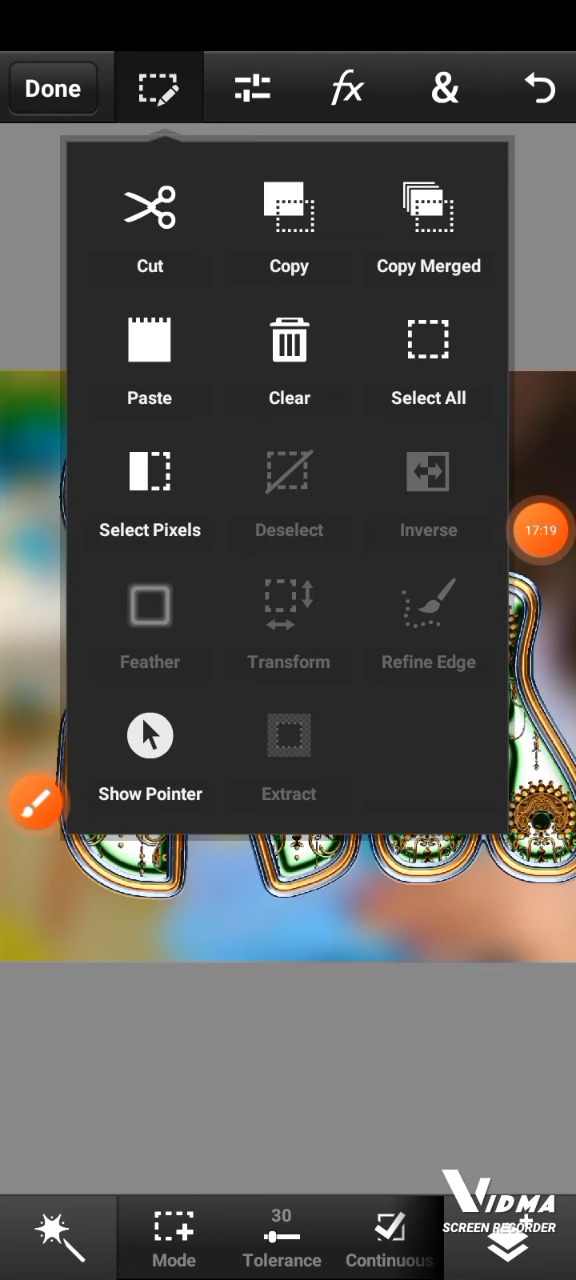 Done fx &
Cut Copy Copy Merged
Paste Clear Select All
Select Pixels Deselect Inverse
17:19
Feather Transform Refine Edge
Show Pointer Extract
30
Mode Tolerance Continuous
VIDMA
SCREEN RECORDER